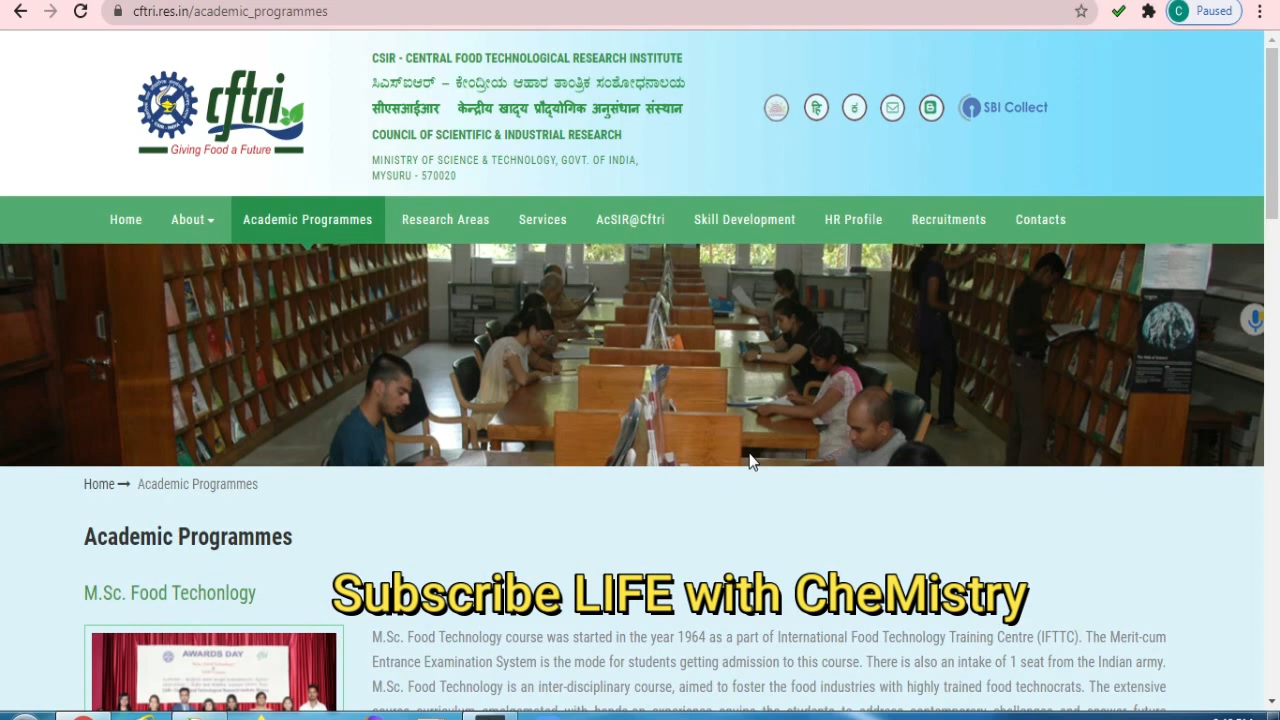 cftri.res.in/academic_programmes
C
Paused
CSIR - CENTRAL FOOD TECHNOLOGICAL RESEARCH INSTITUTE
ಸಿಎಸ್ಐಆರ್ – ಕೇಂದ್ರೀಯ ಆಹಾರ ತಾಂತ್ರಿಕ ಸಂಶೋಧನಾಲಯ
सीएसआईआर केन्द्रीय खाद्य प्रौद्योगिक अनुसंधान संस्थान
COUNCIL OF SCIENTIFIC & INDUSTRIAL RESEARCH
MINISTRY OF SCIENCE & TECHNOLOGY, GOVT. OF INDIA,
MYSURU - 570020
cftri
Giving Food a Future
हि
ಕ
SBI Collect
Home About Academic Programmes Research Areas Services AcSIR@Cftri Skill Development HR Profile Recruitments Contacts
Home Academic Programmes
Academic Programmes
M.Sc. Food Techonlogy
Subscribe LIFE with CheMistry
AWARDS DAY
M.Sc. Food Technology course was started in the year 1964 as a part of International Food Technology Training Centre (IFTTC). The Merit-cum
Entrance Examination System is the mode for students getting admission to this course. There is also an intake of 1 seat from the Indian army.
M.Sc. Food Technology is an inter-disciplinary course, aimed to foster the food industries with highly trained food technocrats. The extensive